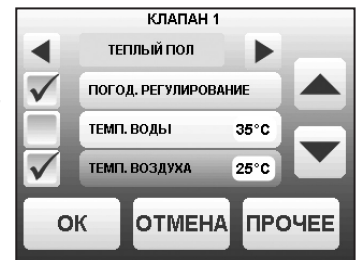 КЛАПАН 1
ТЕПЛЫЙ ПОЛ
ПОГОД. РЕГУЛИРОВАНИЕ
ТЕМП. ВОДЫ 35°C
ТЕМП. ВОЗДУХА 25°C
ОК ОТМЕНА ПРОЧЕЕ